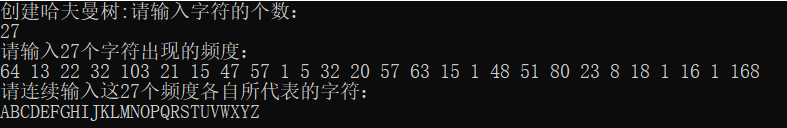 创建哈夫曼树:请输入字符的个数：
27
请输入27个字符出现的频度：
64 13 22 32 103 21 15 47 57 1 5 32 20 57 63 15 1 48 51 80 23 8 18 1 16 1 168
请连续输入这27个频度各自所代表的字符：
ABCDEFGHIJKLMNOPQRSTUVWXYZ